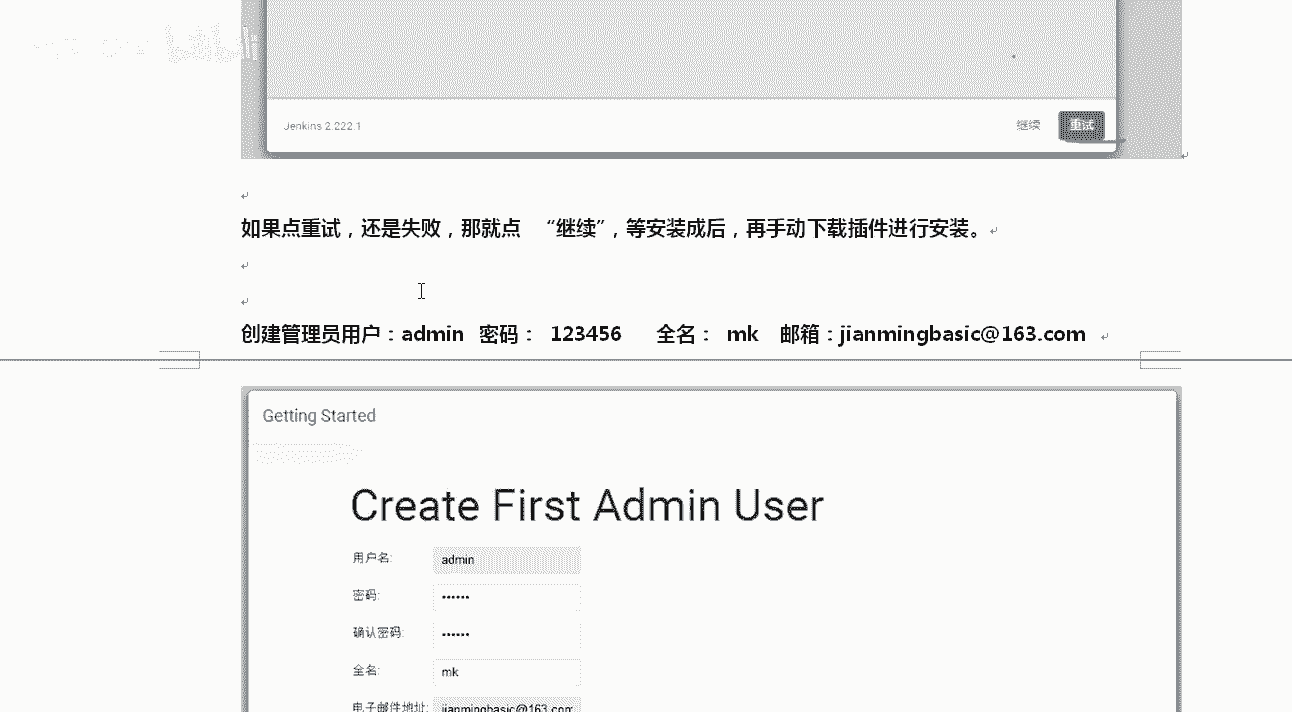 Jenkins 2.222.1
继续 重试
如果点重试，还是失败，那就点 “继续”，等安装成后，再手动下载插件进行安装。
创建管理员用户：admin 密码： 123456 全名： mk 邮箱：jianmingbasic@163.com
Getting Started
Create First Admin User
用户名: admin
密码: ••••••
确认密码: ••••••
全名: mk
电子邮件地址: jianmingbasic@163.com